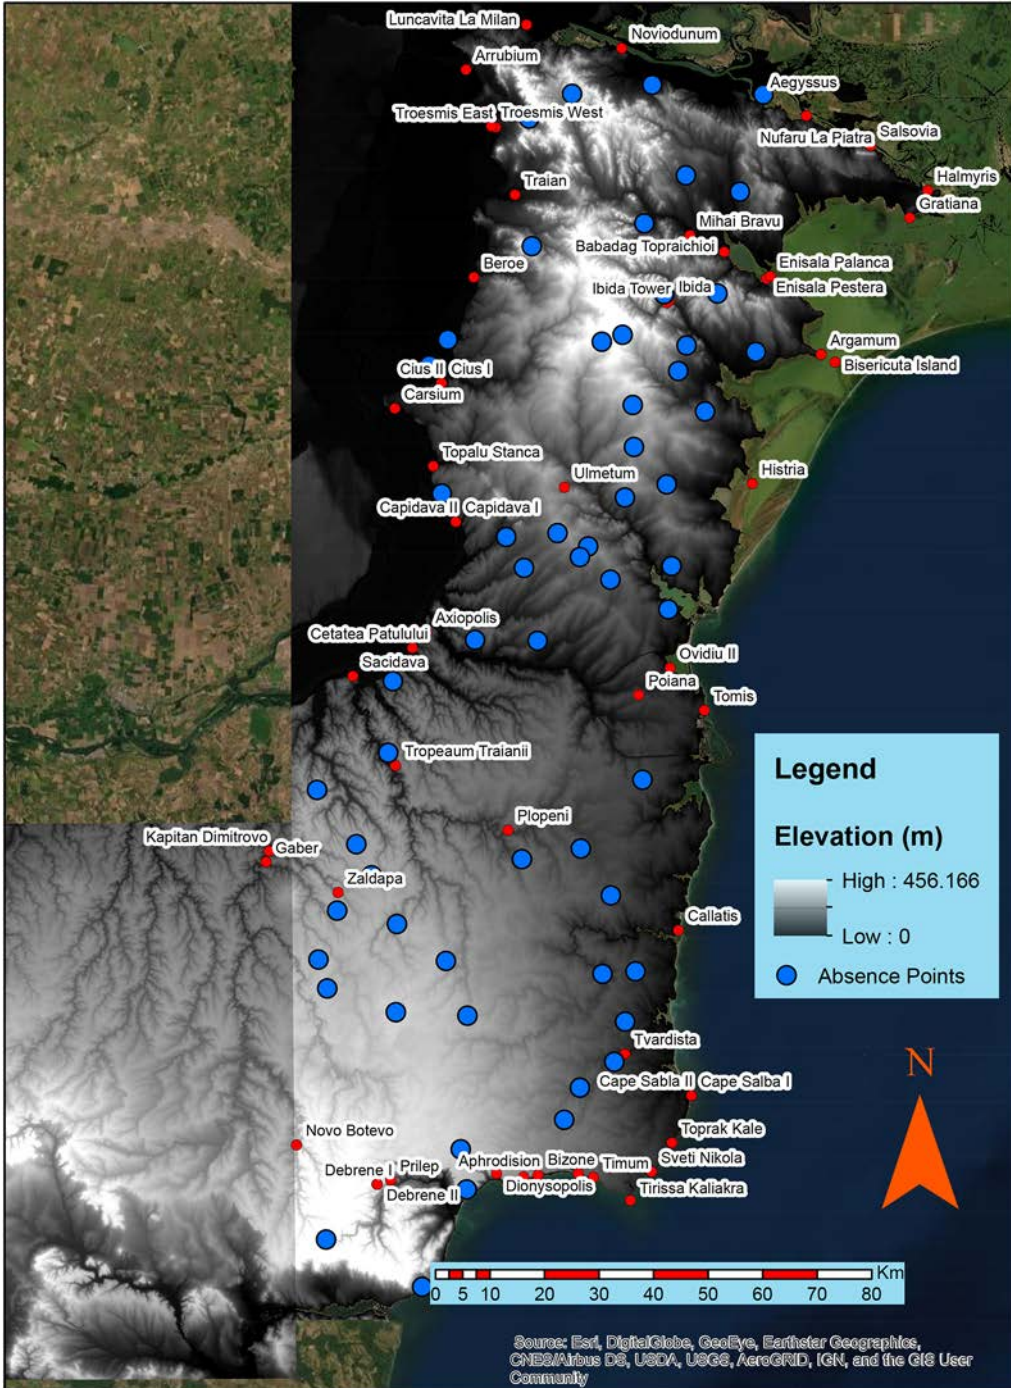 Luncavita La Milan
Noviodunum
Arrubium
Aegyssus
Troesmis East
Troesmis West
Nufaru La Piatra
Salsovia
Traian
Halmyris
Gratiana
Mihai Bravu
Babadag Topraichioi
Beroe
Enisala Palanca
Ibida Tower
Ibida
Enisala Pestera
Argamum
Bisericuta Island
Cius II
Cius I
Carsium
Topalu Stanca
Ulmetum
Histria
Capidava II
Capidava I
Axiopolis
Cetatea Patulului
Ovidiu II
Sacidava
Poiana
Tomis
Tropeaum Traianii
Plopeni
Kapitan Dimitrovo
Gaber
Zaldapa
Callatis
Tvardista
Cape Sabla II
Cape Salba I
Novo Botevo
Toprak Kale
Sveti Nikola
Debrene I
Prilep
Aphrodision
Bizone
Timum
Debrene II
Dionysopolis
Tirissa Kaliakra
Legend
Elevation (m)
High : 456.166
Low : 0
Absence Points
N
Km
0 5 10 20 30 40 50 60 70 80
Source: Esri, DigitalGlobe, GeoEye, Earthstar Geographics,
CNES/Airbus DS, USDA, USGS, AeroGRID, IGN, and the GIS User
Community